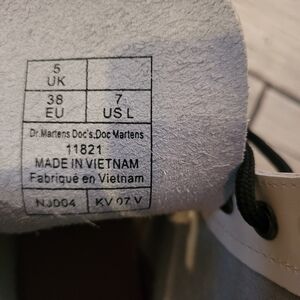 5
UK
38 7
EU US L
Dr.Martens Doc's,Doc Martens
11821
MADE IN VIETNAM
Fabriqué en Vietnam
NJD04 KV 07 V